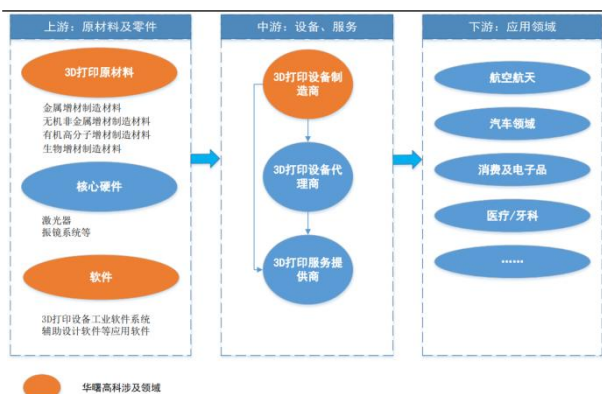 上游：原材料及零件
3D打印原材料
金属增材制造材料
无机非金属增材制造材料
有机高分子增材制造材料
生物增材制造材料
核心硬件
激光器
振镜系统等
软件
3D打印设备工业软件系统
辅助设计软件等应用软件
中游：设备、服务
3D打印设备制
造商
3D打印设备代
理商
3D打印服务提
供商
下游：应用领域
航空航天
汽车领域
消费及电子品
医疗/牙科
......
华曙高科涉及领域